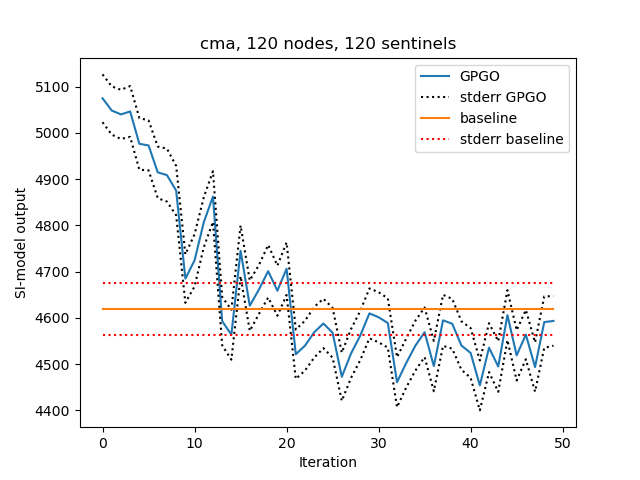 cma, 120 nodes, 120 sentinels
GPGO
stderr GPGO
baseline
stderr baseline
SI-model output
5100
5000
4900
4800
4700
4600
4500
4400
0 10 20 30 40 50
Iteration